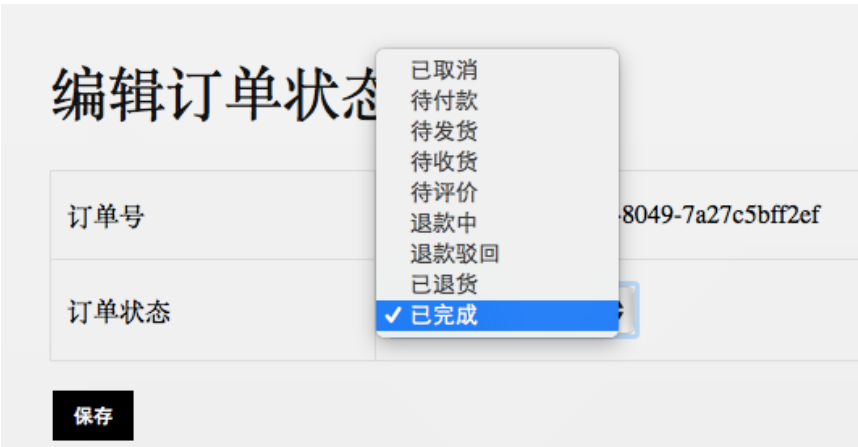 编辑订单状态
已取消
待付款
待发货
待收货
待评价
退款中
退款驳回
已退货
✓ 已完成
订单号
-8049-7a27c5bff2ef
订单状态
保存